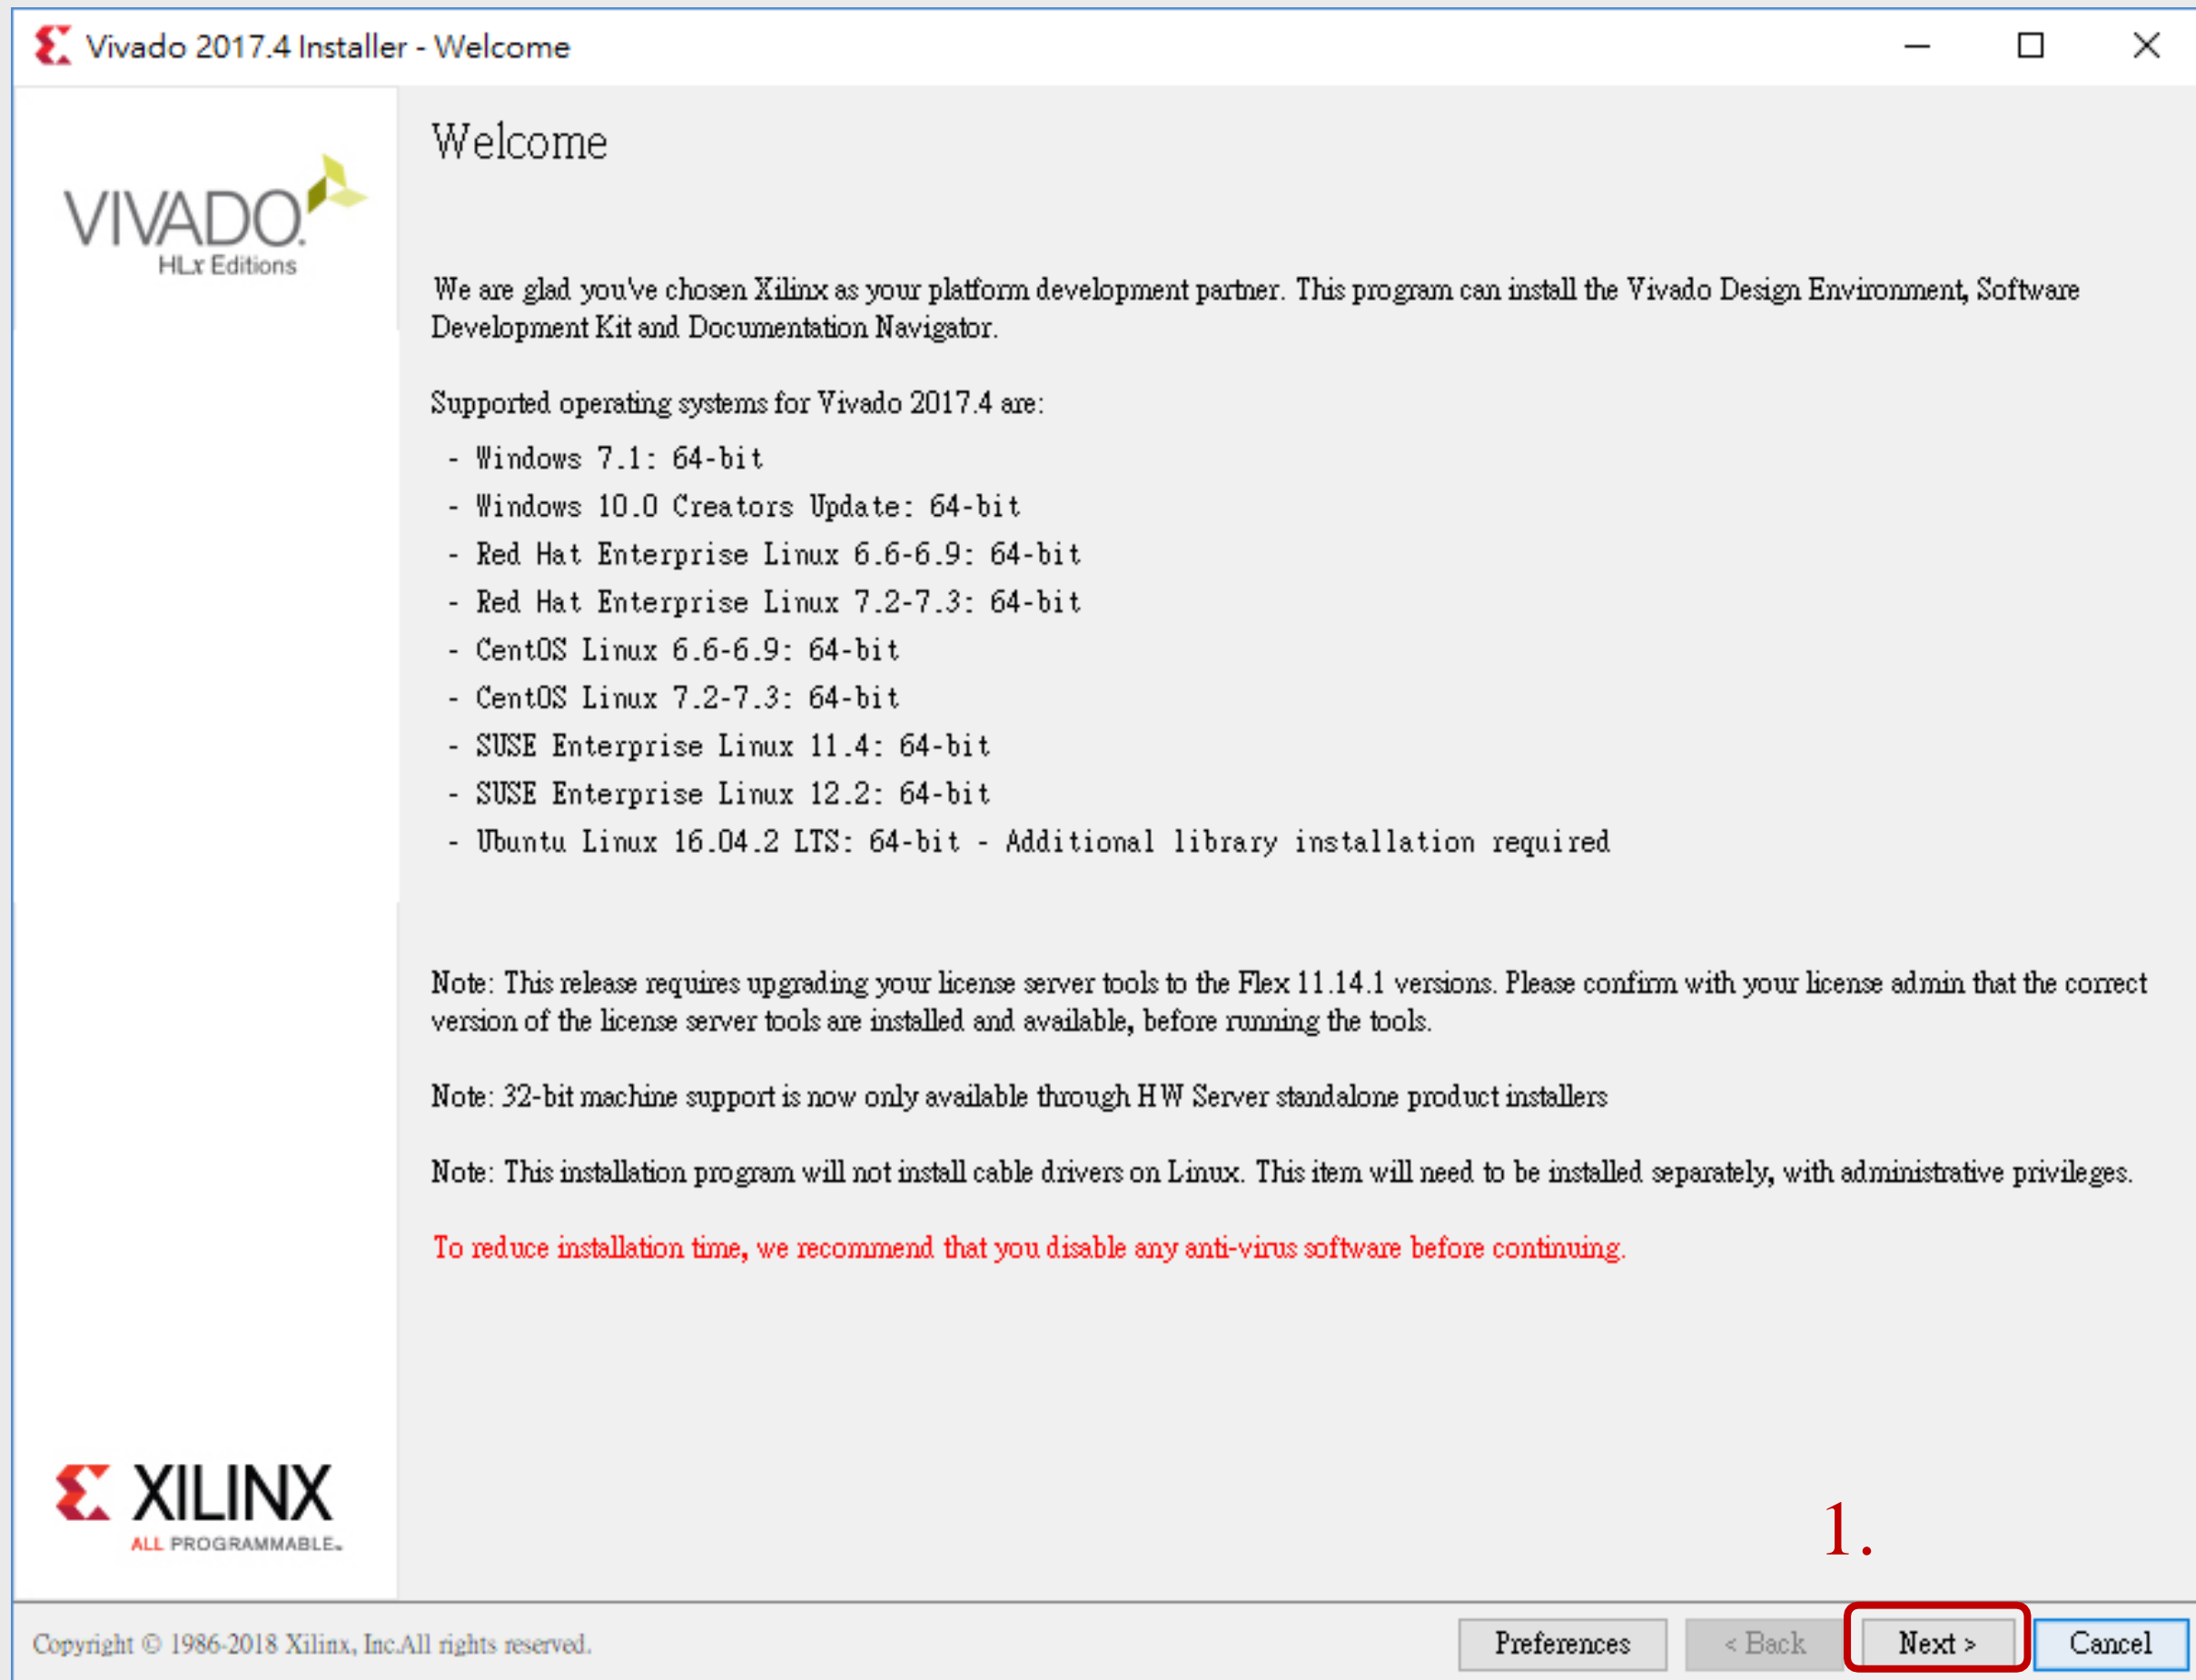 Vivado 2017.4 Installer - Welcome
VIVADO.
HLx Editions
Welcome
We are glad you've chosen Xilinx as your platform development partner. This program can install the Vivado Design Environment, Software
Development Kit and Documentation Navigator.
Supported operating systems for Vivado 2017.4 are:
- Windows 7.1: 64-bit
- Windows 10.0 Creators Update: 64-bit
- Red Hat Enterprise Linux 6.6-6.9: 64-bit
- Red Hat Enterprise Linux 7.2-7.3: 64-bit
- CentOS Linux 6.6-6.9: 64-bit
- CentOS Linux 7.2-7.3: 64-bit
- SUSE Enterprise Linux 11.4: 64-bit
- SUSE Enterprise Linux 12.2: 64-bit
- Ubuntu Linux 16.04.2 LTS: 64-bit - Additional library installation required
Note: This release requires upgrading your license server tools to the Flex 11.14.1 versions. Please confirm with your license admin that the correct
version of the license server tools are installed and available, before running the tools.
Note: 32-bit machine support is now only available through HW Server standalone product installers
Note: This installation program will not install cable drivers on Linux. This item will need to be installed separately, with administrative privileges.
To reduce installation time, we recommend that you disable any anti-virus software before continuing.
XILINX
ALL PROGRAMMABLE™
1.
Copyright © 1986-2018 Xilinx, Inc.All rights reserved.
Preferences
< Back
Next >
Cancel